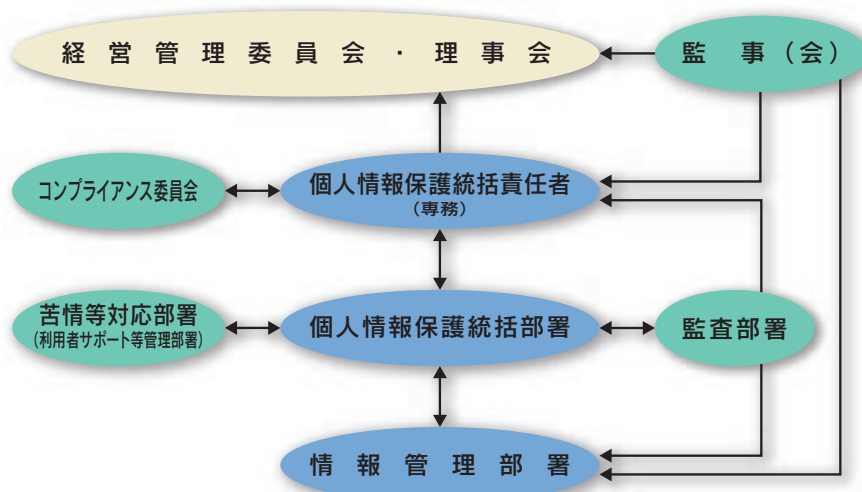 経営管理委員会・理事会
監事(会)
コンプライアンス委員会
個人情報保護統括責任者
(専務)
苦情等対応部署
(利用者サポート等管理部署)
個人情報保護統括部署
監査部署
情報管理部署